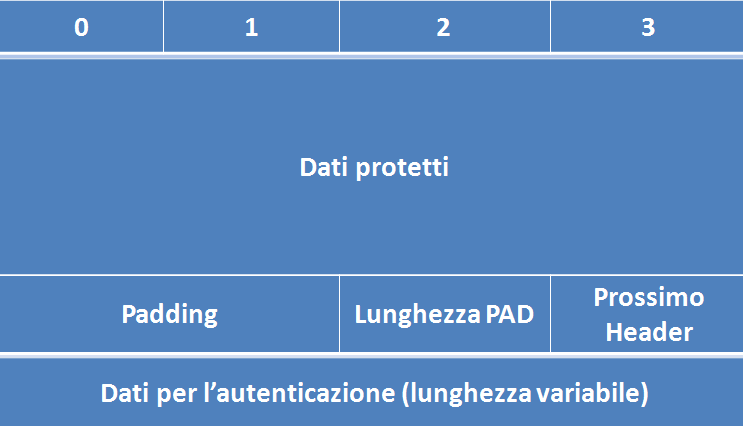 0 1 2 3
Dati protetti
Padding Lunghezza PAD Prossimo
Header
Dati per l’autenticazione (lunghezza variabile)